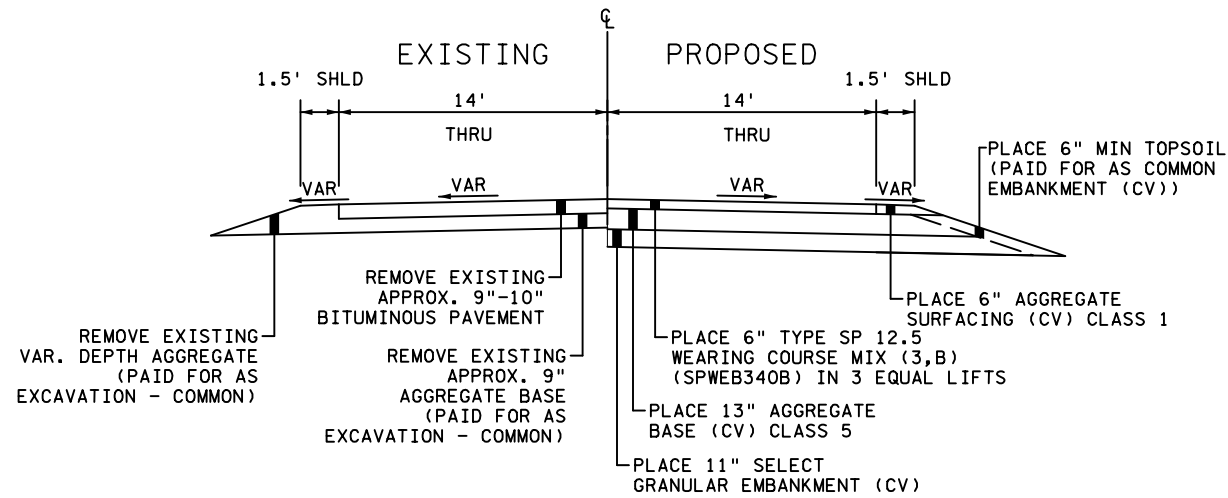 ℄
EXISTING
PROPOSED
1.5' SHLD
14'
14'
1.5' SHLD
THRU
THRU
VAR
VAR
VAR
VAR
PLACE 6" MIN TOPSOIL
(PAID FOR AS COMMON
EMBANKMENT (CV))
REMOVE EXISTING
APPROX. 9"-10"
BITUMINOUS PAVEMENT
PLACE 6" AGGREGATE
SURFACING (CV) CLASS 1
REMOVE EXISTING
VAR. DEPTH AGGREGATE
(PAID FOR AS
EXCAVATION - COMMON)
REMOVE EXISTING
APPROX. 9"
AGGREGATE BASE
(PAID FOR AS
EXCAVATION - COMMON)
PLACE 6" TYPE SP 12.5
WEARING COURSE MIX (3,B)
(SPWEB340B) IN 3 EQUAL LIFTS
PLACE 13" AGGREGATE
BASE (CV) CLASS 5
PLACE 11" SELECT
GRANULAR EMBANKMENT (CV)